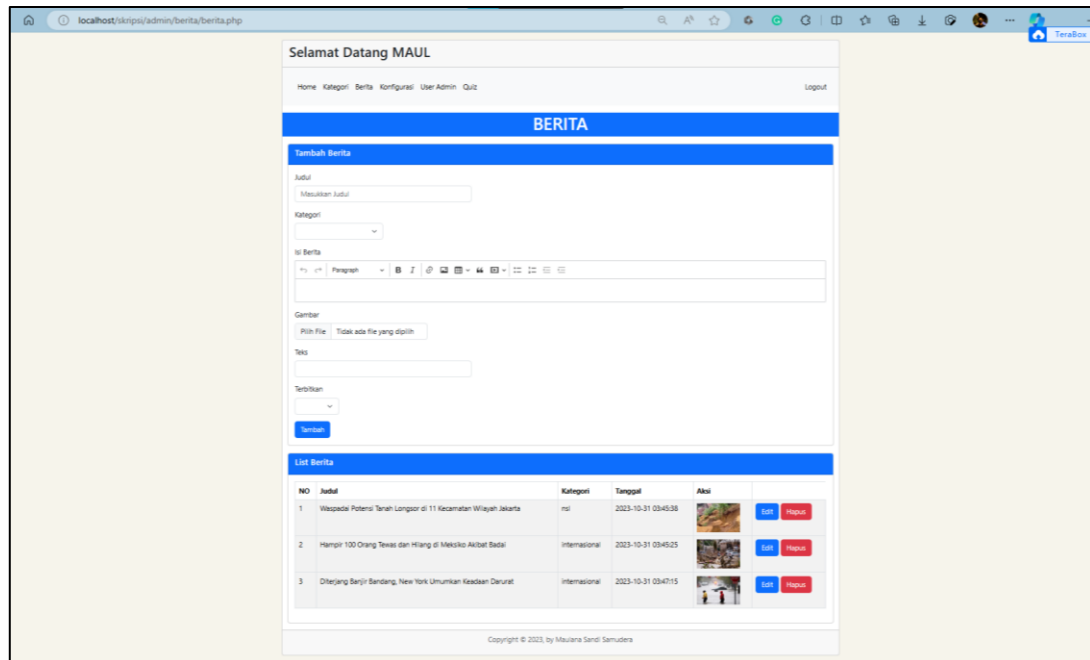 localhost/skripsi/admin/berita/berita.php
TeraBox
Selamat Datang MAUL
Home Kategori Berita Konfigurasi User Admin Quiz Logout
BERITA
Tambah Berita
Judul
Masukkan Judul
Kategori
Isi Berita
Paragraph B I
Gambar
Pilih File Tidak ada file yang dipilih
Teks
Terbitkan
Tambah
List Berita
NO Judul Kategori Tanggal Aksi
1 Waspadai Potensi Tanah Longsor di 11 Kecamatan Wilayah Jakarta 2023-10-31 03:45:38 Edit Hapus
2 Hampir 100 Orang Tewas dan Hilang di Meksiko Akibat Badai internasional 2023-10-31 03:45:25 Edit Hapus
3 Diterjang Banjir Bandang, New York Umumkan Keadaan Darurat internasional 2023-10-31 03:47:15 Edit Hapus
Copyright © 2023, by Maulana Sandi Samudera